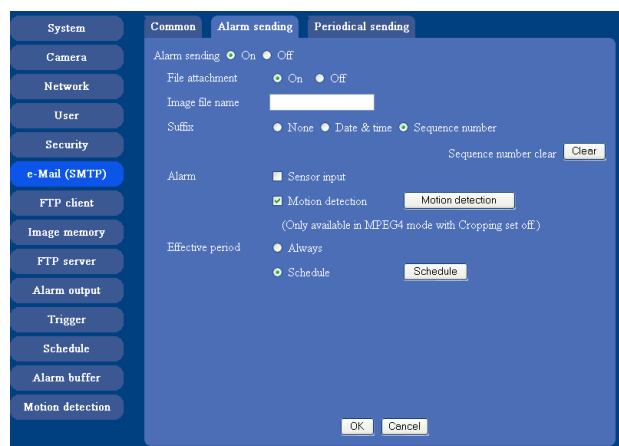 System
Camera
Network
User
Security
e-Mail (SMTP)
FTP client
Image memory
FTP server
Alarm output
Trigger
Schedule
Alarm buffer
Motion detection
Common Alarm sending Periodical sending
Alarm sending On Off
File attachment On Off
Image file name
Suffix None Date & time Sequence number
Sequence number clear Clear
Alarm Sensor input
Motion detection Motion detection
(Only available in MPEG4 mode with Cropping set off.)
Effective period Always
Schedule Schedule
OK Cancel